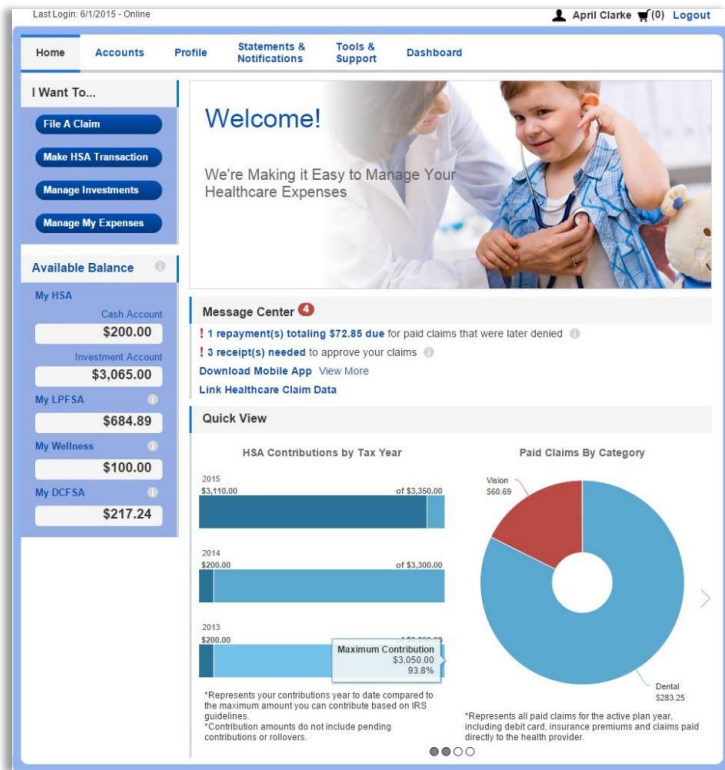 Last Login: 6/1/2015 - Online
April Clarke (0) Logout
Home
Accounts
Profile
Statements &
Notifications
Tools &
Support
Dashboard
I Want To...
File A Claim
Make HSA Transaction
Manage Investments
Manage My Expenses
Available Balance
My HSA
Cash Account
$200.00
Investment Account
$3,065.00
My LPFSA
$684.89
My Wellness
$100.00
My DCFSA
$217.24
Welcome!
We're Making it Easy to Manage Your
Healthcare Expenses
Message Center 4
! 1 repayment(s) totaling $72.85 due for paid claims that were later denied
! 3 receipt(s) needed to approve your claims
Download Mobile App View More
Link Healthcare Claim Data
Quick View
HSA Contributions by Tax Year
2015
$3,110.00 of $3,350.00
2014
$200.00 of $3,300.00
2013
$200.00
Maximum Contribution
$3,050.00
93.8%
*Represents your contributions year to date compared to
the maximum amount you can contribute based on IRS
guidelines.
*Contribution amounts do not include pending
contributions or rollovers.
Paid Claims By Category
Vision
$60.69
Dental
$283.25
*Represents all paid claims for the active plan year,
including debit card, insurance premiums and claims paid
directly to the health provider.